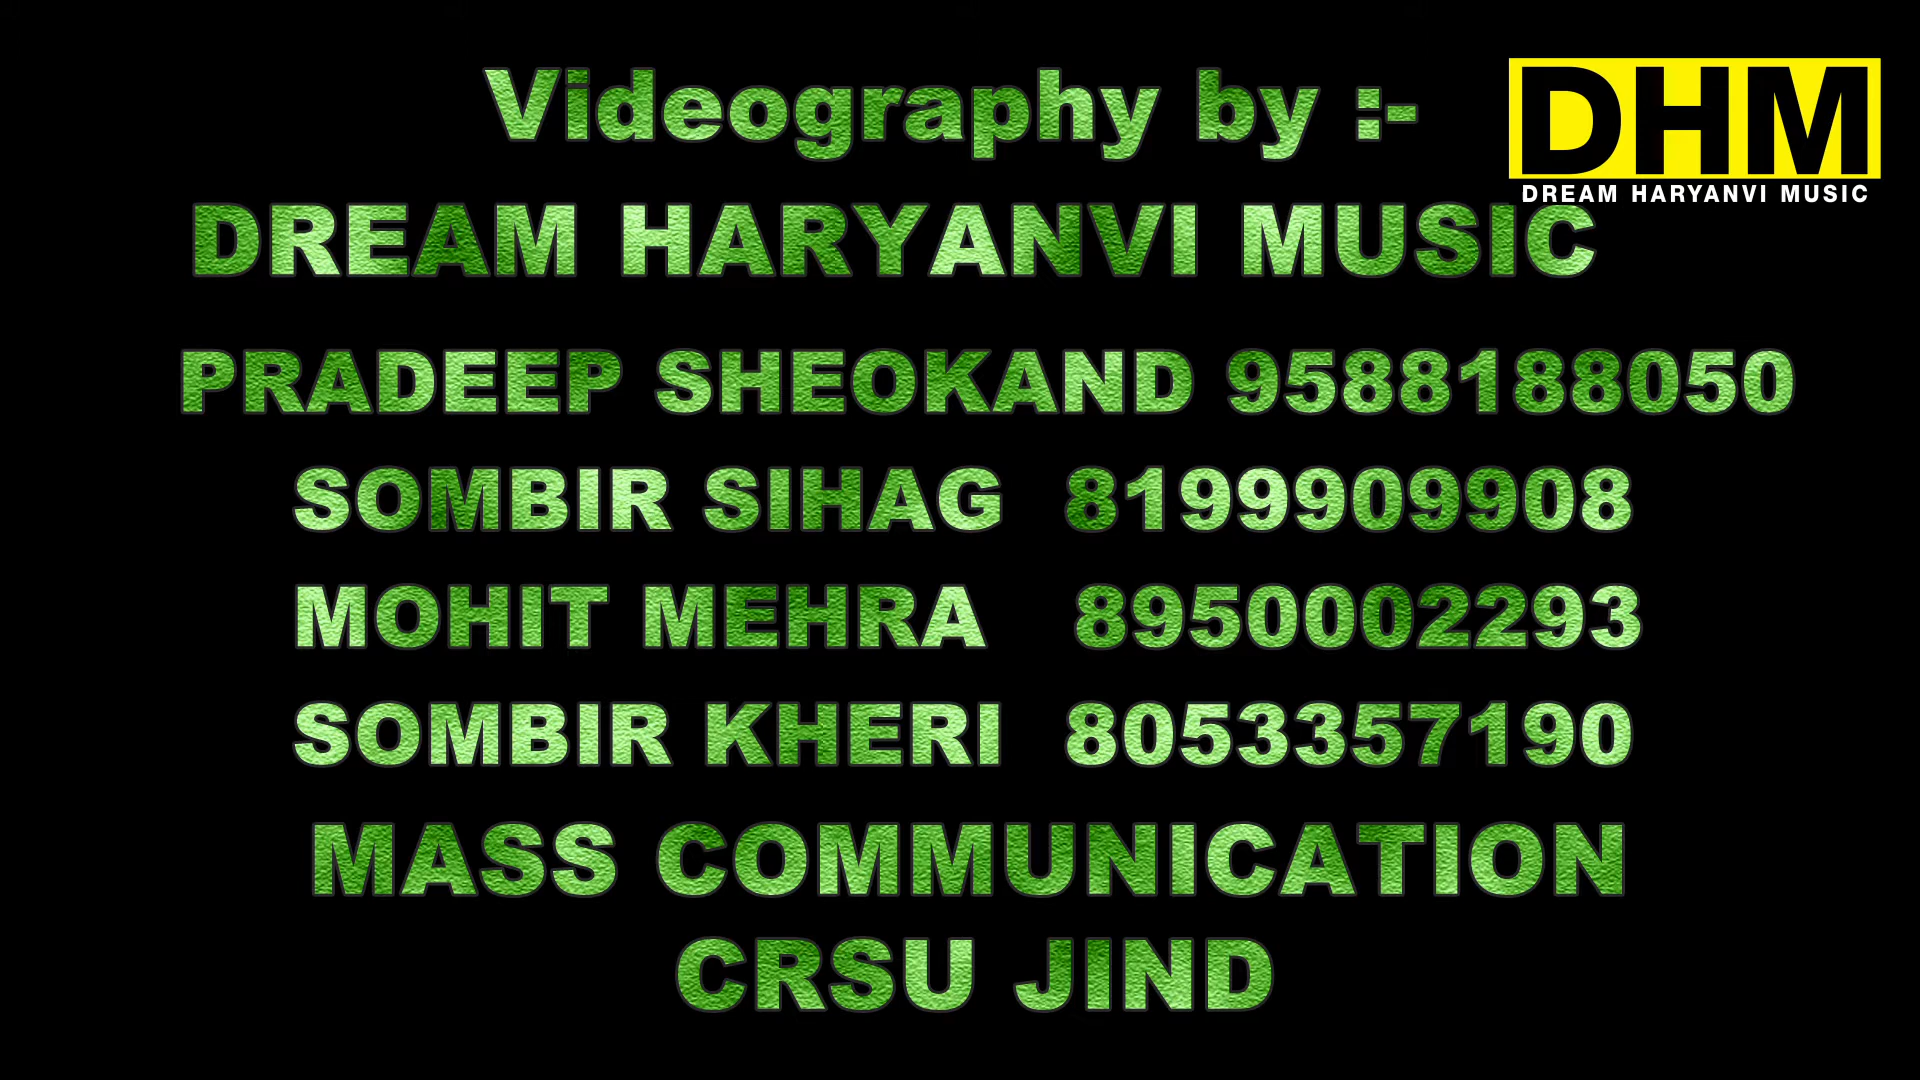 Videography by :-
DHM
DREAM HARYANVI MUSIC
DREAM HARYANVI MUSIC
PRADEEP SHEOKAND 9588188050
SOMBIR SIHAG 8199909908
MOHIT MEHRA 8950002293
SOMBIR KHERI 8053357190
MASS COMMUNICATION
CRSU JIND